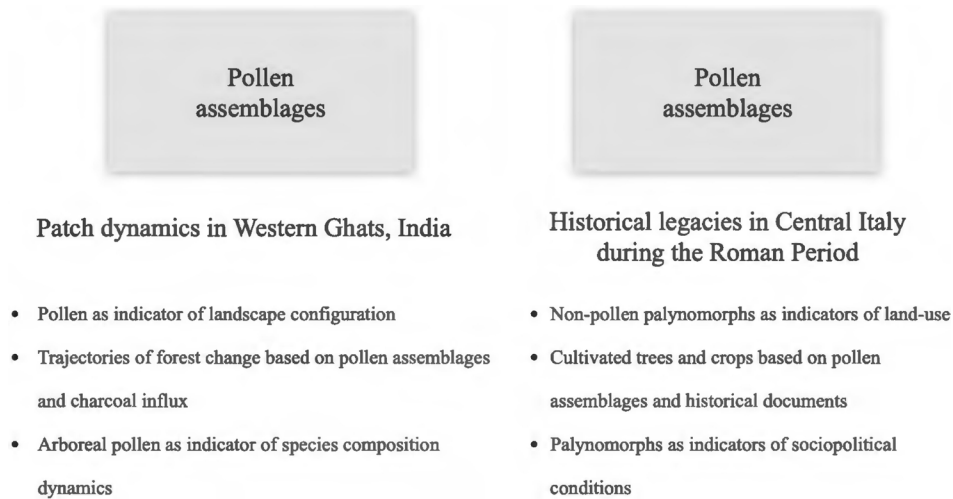 Pollen
assemblages
Patch dynamics in Western Ghats, India
• Pollen as indicator of landscape configuration
• Trajectories of forest change based on pollen assemblages
and charcoal influx
• Arboreal pollen as indicator of species composition
dynamics
Pollen
assemblages
Historical legacies in Central Italy
during the Roman Period
• Non-pollen palynomorphs as indicators of land-use
• Cultivated trees and crops based on pollen
assemblages and historical documents
• Palynomorphs as indicators of sociopolitical
conditions